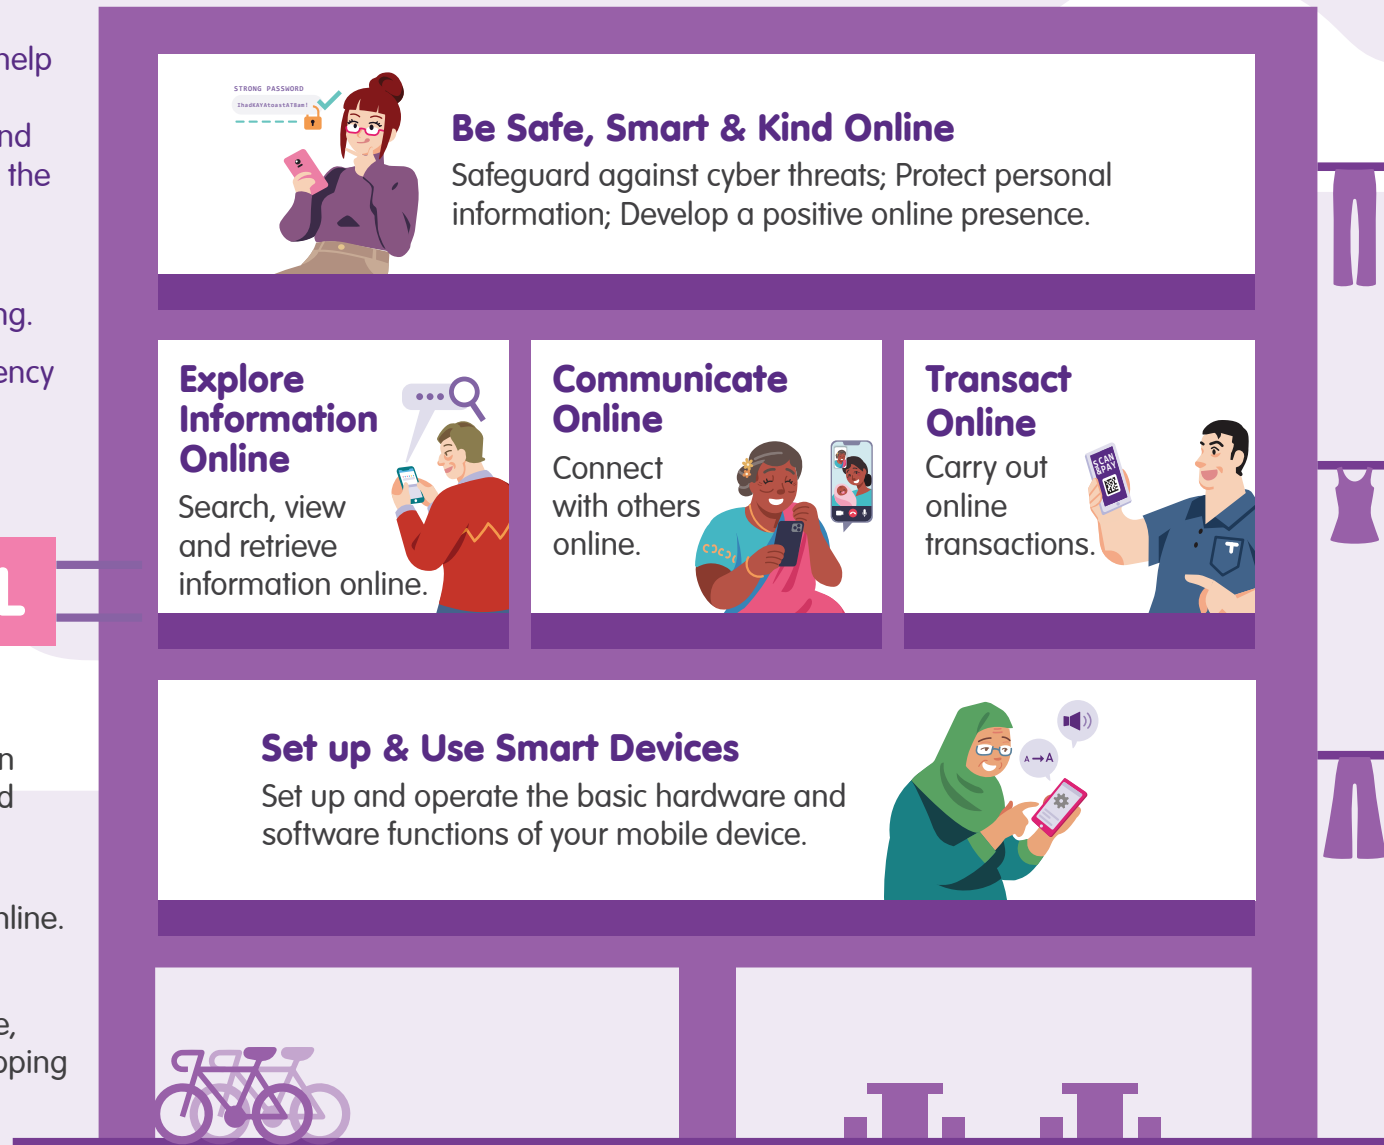 help
nd
the
ng.
ency
1
n
d
nline.
e,
pping
STRONG PASSWORD
IhadKAYAtoastAT8am!
Be Safe, Smart & Kind Online
Safeguard against cyber threats; Protect personal
information; Develop a positive online presence.
Explore
Information
Online
Search, view
and retrieve
information online.
Communicate
Online
Connect
with others
online.
Transact
Online
Carry out
online
transactions.
SCAN
&PAY
Set up & Use Smart Devices
Set up and operate the basic hardware and
software functions of your mobile device.
A→A